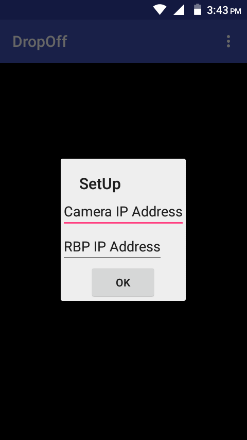 3:43 PM
DropOff
SetUp
Camera IP Address
RBP IP Address
OK